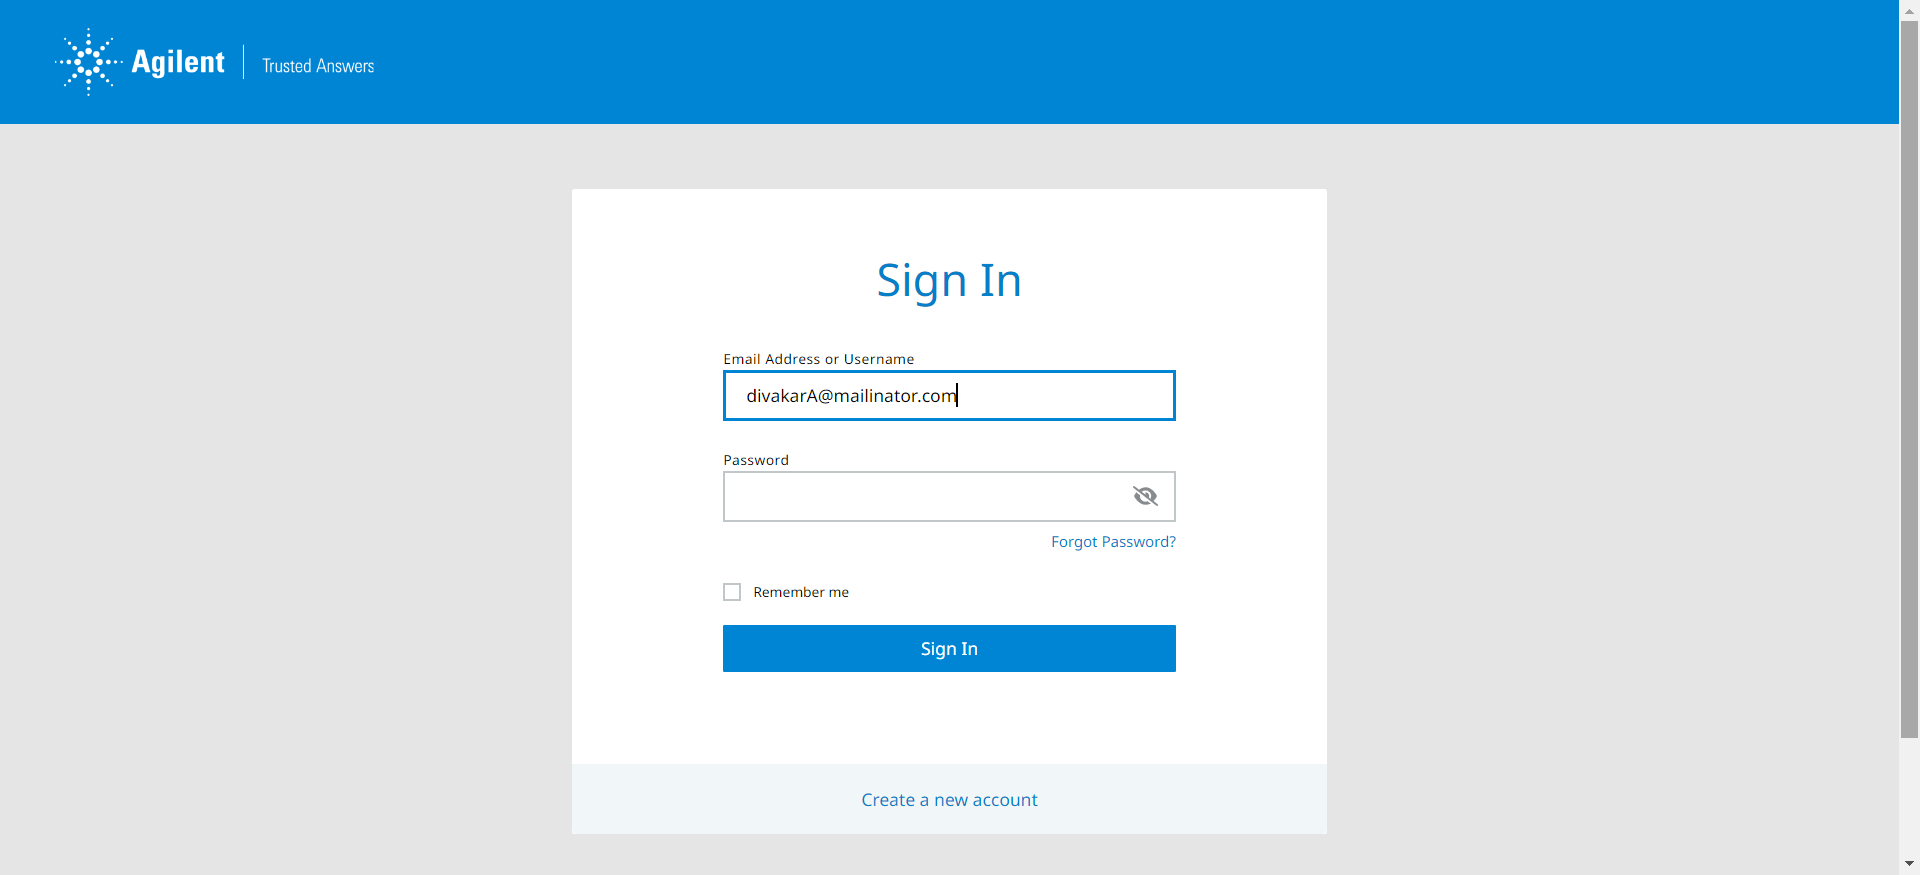 Agilent
Trusted Answers
Sign In
Email Address or Username
divakarA@mailinator.com
Password
Forgot Password?
Remember me
Sign In
Create a new account